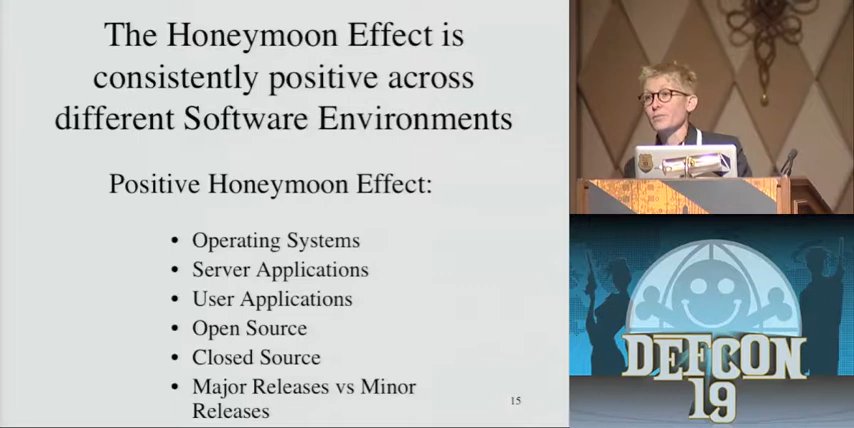 The Honeymoon Effect is
consistently positive across
different Software Environments
Positive Honeymoon Effect:
• Operating Systems
• Server Applications
• User Applications
• Open Source
• Closed Source
• Major Releases vs Minor
Releases
15
DEFCON
19